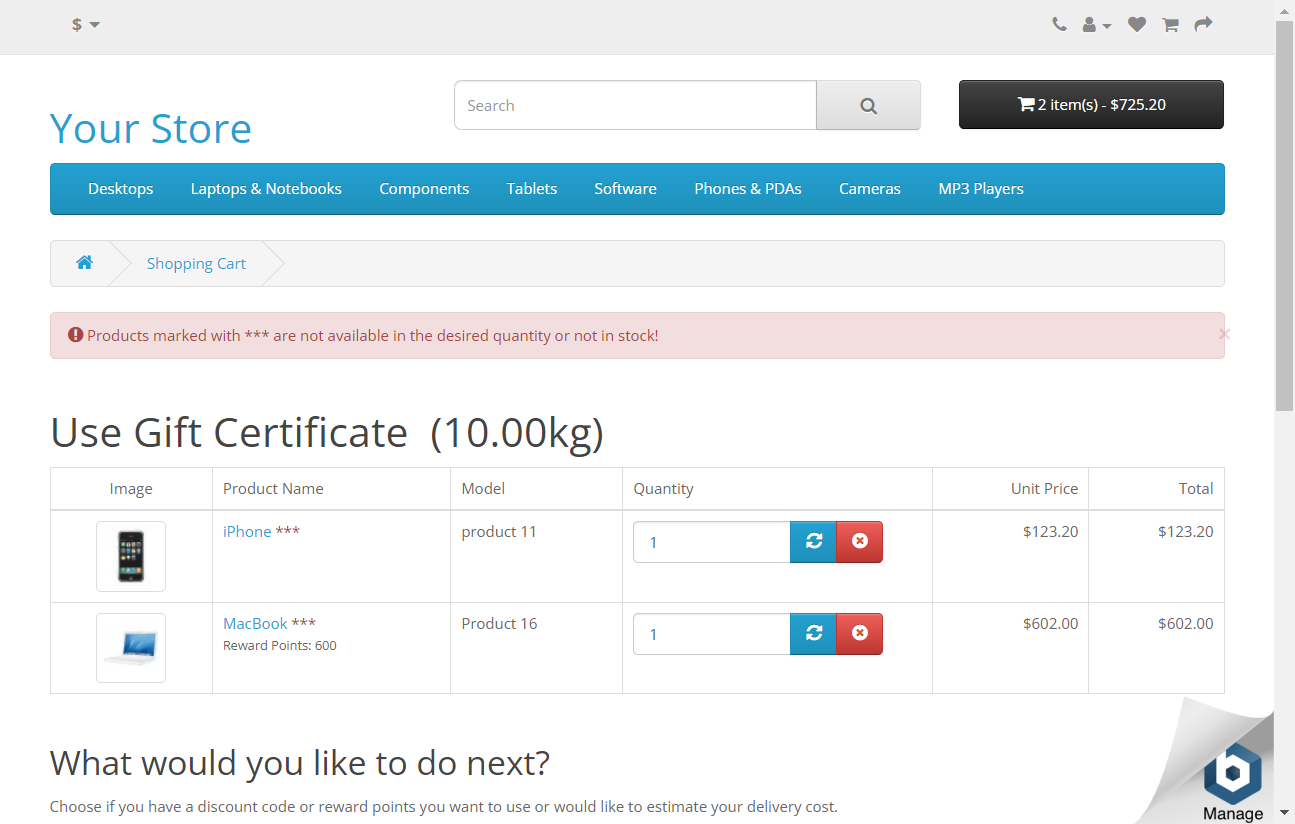 $
Search
2 item(s) - $725.20
Your Store
Desktops Laptops & Notebooks Components Tablets Software Phones & PDAs Cameras MP3 Players
Shopping Cart
Products marked with *** are not available in the desired quantity or not in stock!
×
Use Gift Certificate (10.00kg)
Image Product Name Model Quantity Unit Price Total
iPhone *** product 11 1 $123.20 $123.20
MacBook *** Product 16 1 $602.00 $602.00
Reward Points: 600
What would you like to do next?
Choose if you have a discount code or reward points you want to use or would like to estimate your delivery cost.
Manage